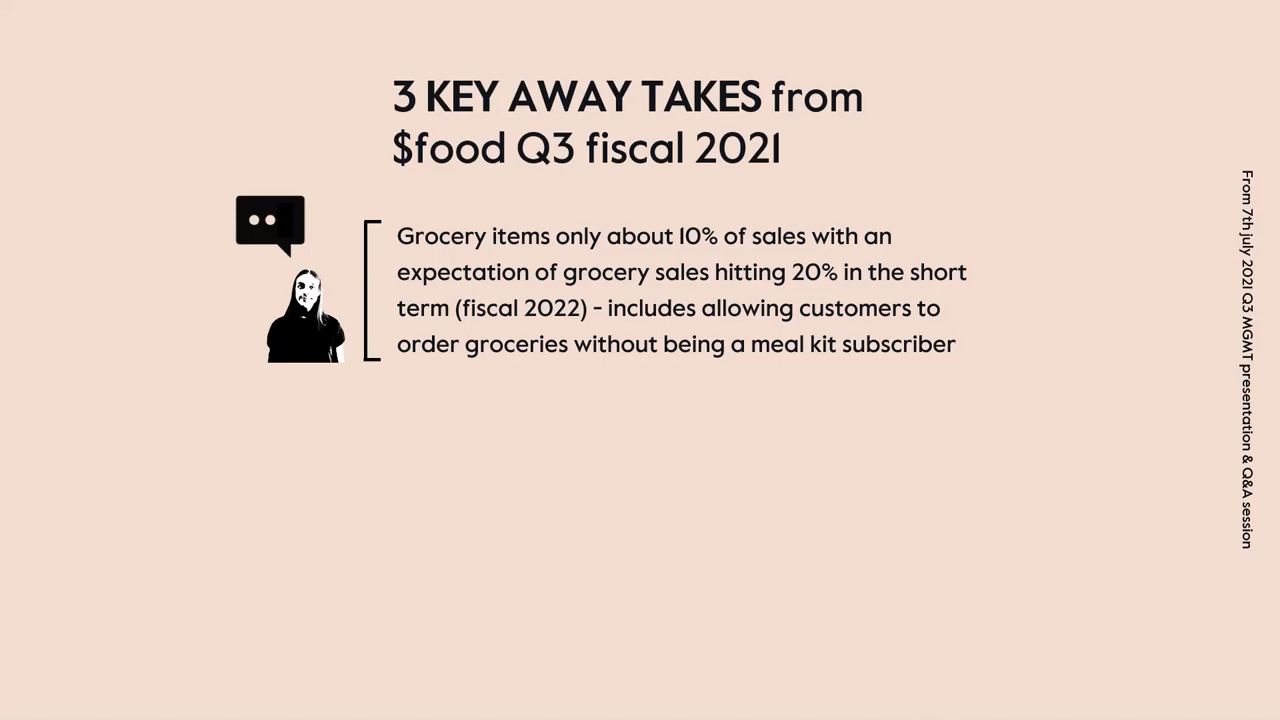 3 KEY AWAY TAKES from
$food Q3 fiscal 2021
Grocery items only about 10% of sales with an
expectation of grocery sales hitting 20% in the short
term (fiscal 2022) - includes allowing customers to
order groceries without being a meal kit subscriber
From 7th july 2021 Q3 MGMT presentation & Q&A session